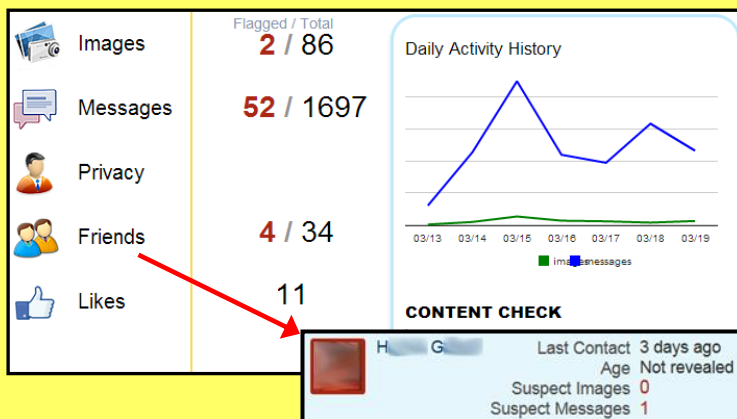 Flagged / Total
Images 2 / 86
Messages 52 / 1697
Privacy
Friends 4 / 34
Likes 11
Daily Activity History
03/13 03/14 03/15 03/16 03/17 03/18 03/19
images messages
CONTENT CHECK
H G
Last Contact 3 days ago
Age Not revealed
Suspect Images 0
Suspect Messages 1